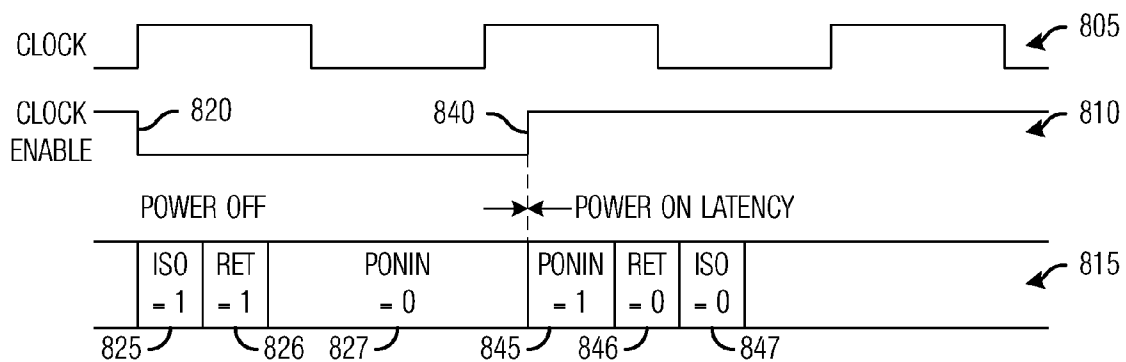 CLOCK
805
CLOCK
ENABLE
820
840
810
POWER OFF
POWER ON LATENCY
ISO
= 1
RET
= 1
PONIN
= 0
PONIN
= 1
RET
= 0
ISO
= 0
815
825
826
827
845
846
847